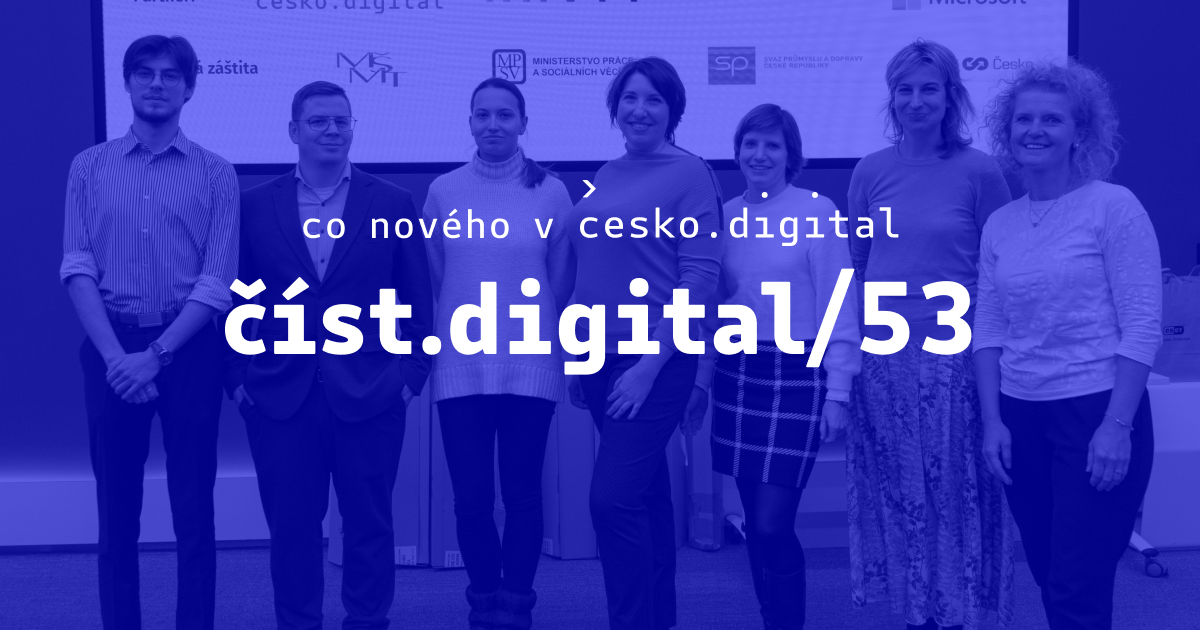 cesko.digital
Microsoft
záštita
MŠMT
MPSV
MINISTERSTVO PRÁCE
A SOCIÁLNÍCH VĚCÍ
sp
SVAZ PRŮMYSLU A DOPRAVY
ČESKÉ REPUBLIKY
Česko
co nového v česko.digital
číst.digital/53
eset